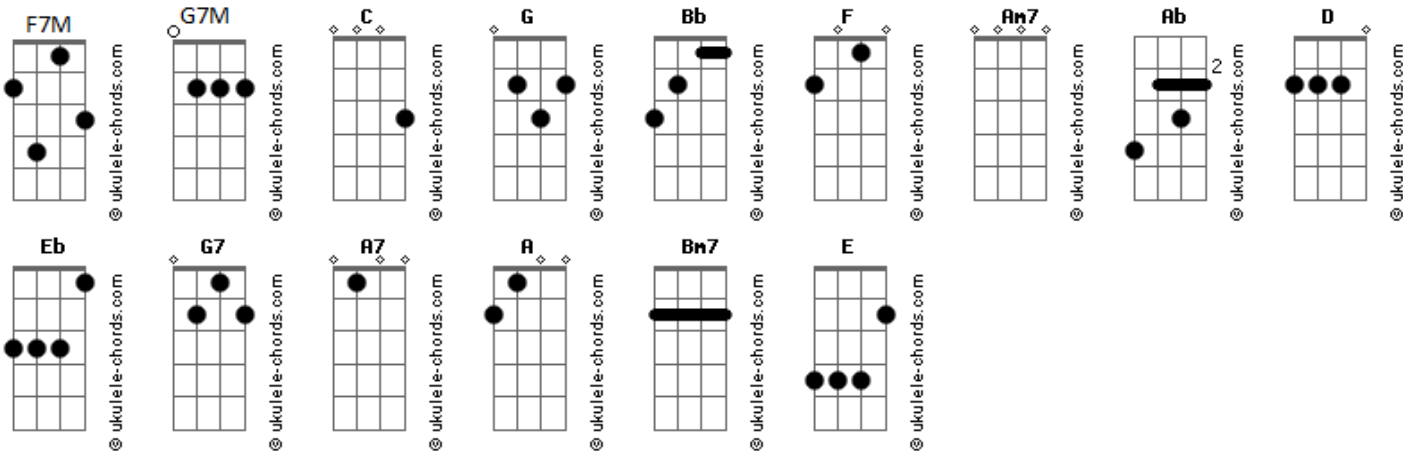 F7M G7M C G Bb F Am7 Ab D
2
© ukulele-chords.com © ukulele-chords.com © ukulele-chords.com © ukulele-chords.com © ukulele-chords.com © ukulele-chords.com © ukulele-chords.com © ukulele-chords.com © ukulele-chords.com
Eb G7 A7 A Bm7 E
© ukulele-chords.com © ukulele-chords.com © ukulele-chords.com © ukulele-chords.com © ukulele-chords.com © ukulele-chords.com